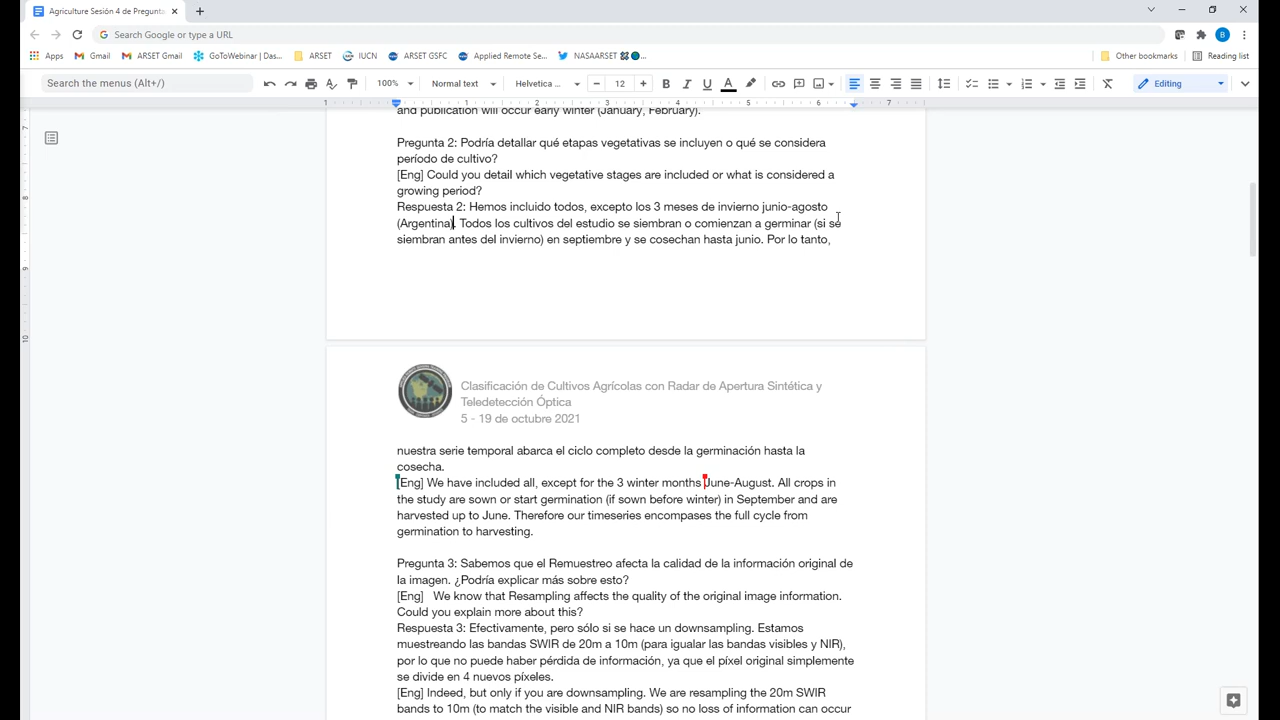 Agriculture Sesión 4 de Pregunta
Search Google or type a URL
B
Apps
Gmail
ARSET Gmail
GoToWebinar | Das...
ARSET
IUCN
ARSET GSFC
Applied Remote Se...
NASAARSET
Other bookmarks
Reading list
Search the menus (Alt+/)
100%
Normal text
Helvetica ...
12
B I U A
Editing
1 1 2 3 4 5 6 7
and publication will occur early winter (January, February).
Pregunta 2: Podría detallar qué etapas vegetativas se incluyen o qué se considera
período de cultivo?
[Eng] Could you detail which vegetative stages are included or what is considered a
growing period?
Respuesta 2: Hemos incluido todos, excepto los 3 meses de invierno junio-agosto
(Argentina). Todos los cultivos del estudio se siembran o comienzan a germinar (si se
siembran antes del invierno) en septiembre y se cosechan hasta junio. Por lo tanto,
7
8
9
10
Clasificación de Cultivos Agrícolas con Radar de Apertura Sintética y
Teledetección Óptica
5 - 19 de octubre 2021
nuestra serie temporal abarca el ciclo completo desde la germinación hasta la
cosecha.
[Eng] We have included all, except for the 3 winter months June-August. All crops in
the study are sown or start germination (if sown before winter) in September and are
harvested up to June. Therefore our timeseries encompases the full cycle from
germination to harvesting.
Pregunta 3: Sabemos que el Remuestreo afecta la calidad de la información original de
la imagen. ¿Podría explicar más sobre esto?
[Eng]   We know that Resampling affects the quality of the original image information.
Could you explain more about this?
Respuesta 3: Efectivamente, pero sólo si se hace un downsampling. Estamos
muestreando las bandas SWIR de 20m a 10m (para igualar las bandas visibles y NIR),
por lo que no puede haber pérdida de información, ya que el píxel original simplemente
se divide en 4 nuevos píxeles.
[Eng] Indeed, but only if you are downsampling. We are resampling the 20m SWIR
bands to 10m (to match the visible and NIR bands) so no loss of information can occur